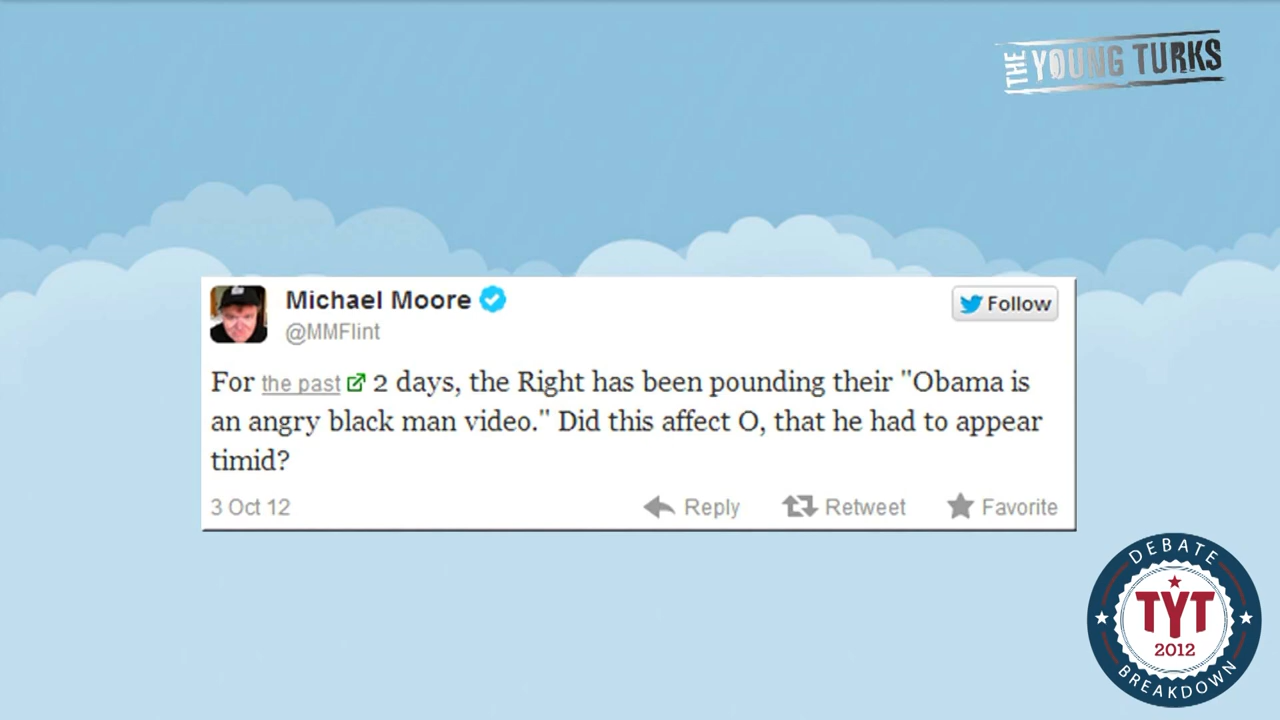 THE YOUNG TURKS
Michael Moore
@MMFlint
Follow
For the past 2 days, the Right has been pounding their "Obama is
an angry black man video." Did this affect O, that he had to appear
timid?
3 Oct 12
Reply
Retweet
Favorite
DEBATE
TYT
2012
BREAKDOWN